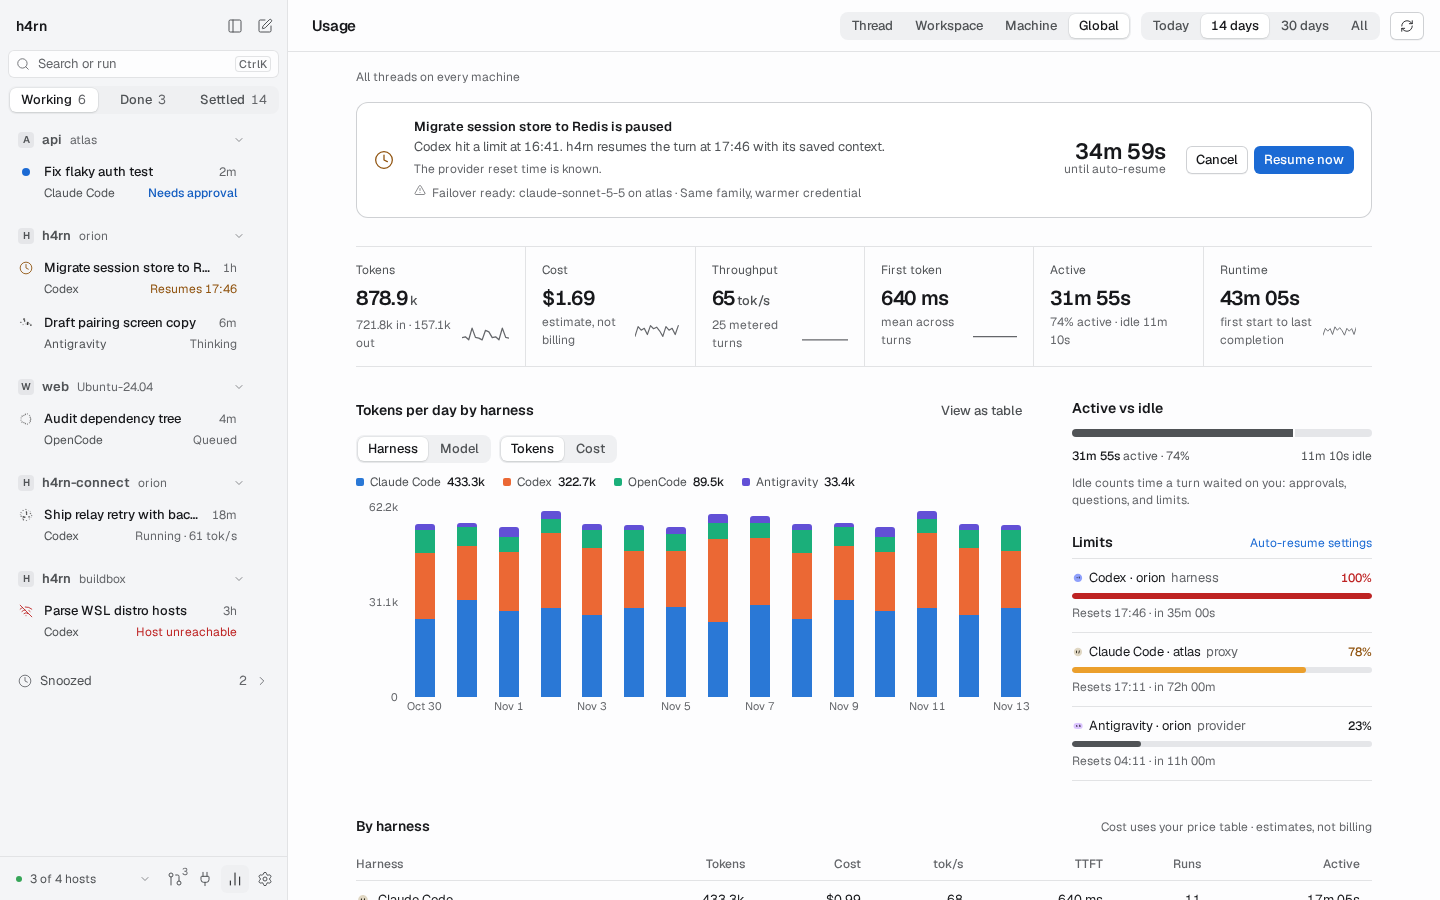 h4rn
Search or run
CtrlK
Working 6
Done 3
Settled 14
A api atlas
Fix flaky auth test 2m
Claude Code Needs approval
H h4rn orion
Migrate session store to R... 1h
Codex Resumes 17:46
Draft pairing screen copy 6m
Antigravity Thinking
W web Ubuntu-24.04
Audit dependency tree 4m
OpenCode Queued
H h4rn-connect orion
Ship relay retry with bac... 18m
Codex Running · 61 tok/s
H h4rn buildbox
Parse WSL distro hosts 3h
Codex Host unreachable
Snoozed 2
3 of 4 hosts
3
Usage
Thread Workspace Machine Global
Today 14 days 30 days All
All threads on every machine
Migrate session store to Redis is paused
Codex hit a limit at 16:41. h4rn resumes the turn at 17:46 with its saved context.
The provider reset time is known.
Failover ready: claude-sonnet-5-5 on atlas · Same family, warmer credential
34m 59s
until auto-resume
Cancel
Resume now
Tokens
878.9 k
721.8k in · 157.1k
out
Cost
$1.69
estimate, not
billing
Throughput
65 tok/s
25 metered
turns
First token
640 ms
mean across
turns
Active
31m 55s
74% active · idle 11m
10s
Runtime
43m 05s
first start to last
completion
Tokens per day by harness
View as table
Harness Model
Tokens Cost
Claude Code 433.3k
Codex 322.7k
OpenCode 89.5k
Antigravity 33.4k
62.2k
31.1k
0
Oct 30
Nov 1
Nov 3
Nov 5
Nov 7
Nov 9
Nov 11
Nov 13
Active vs idle
31m 55s active · 74%
11m 10s idle
Idle counts time a turn waited on you: approvals,
questions, and limits.
Limits
Auto-resume settings
Codex · orion harness 100%
Resets 17:46 · in 35m 00s
Claude Code · atlas proxy 78%
Resets 17:11 · in 72h 00m
Antigravity · orion provider 23%
Resets 04:11 · in 11h 00m
By harness
Cost uses your price table · estimates, not billing
Harness Tokens Cost tok/s TTFT Runs Active
Claude Code 433.3k $0.99 68 640 ms 11 17m 05s